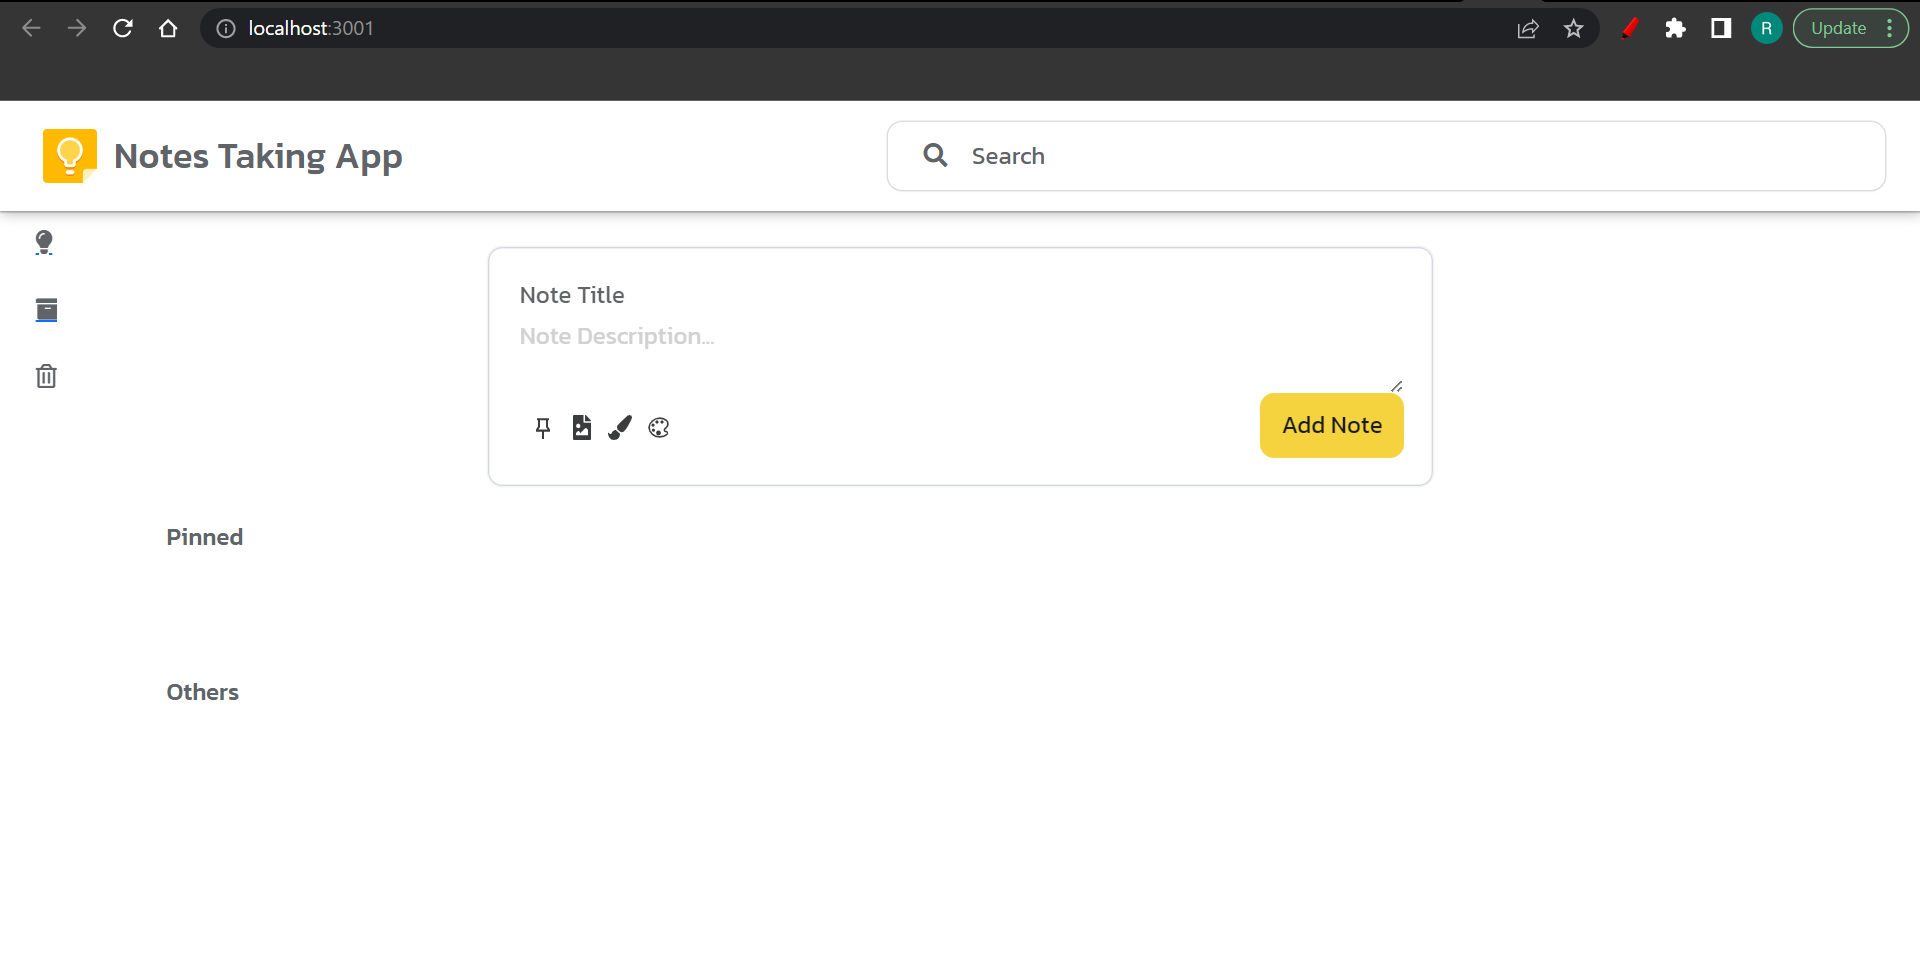 localhost:3001
R
Update
Notes Taking App
Search
Note Title
Note Description...
Add Note
Pinned
Others